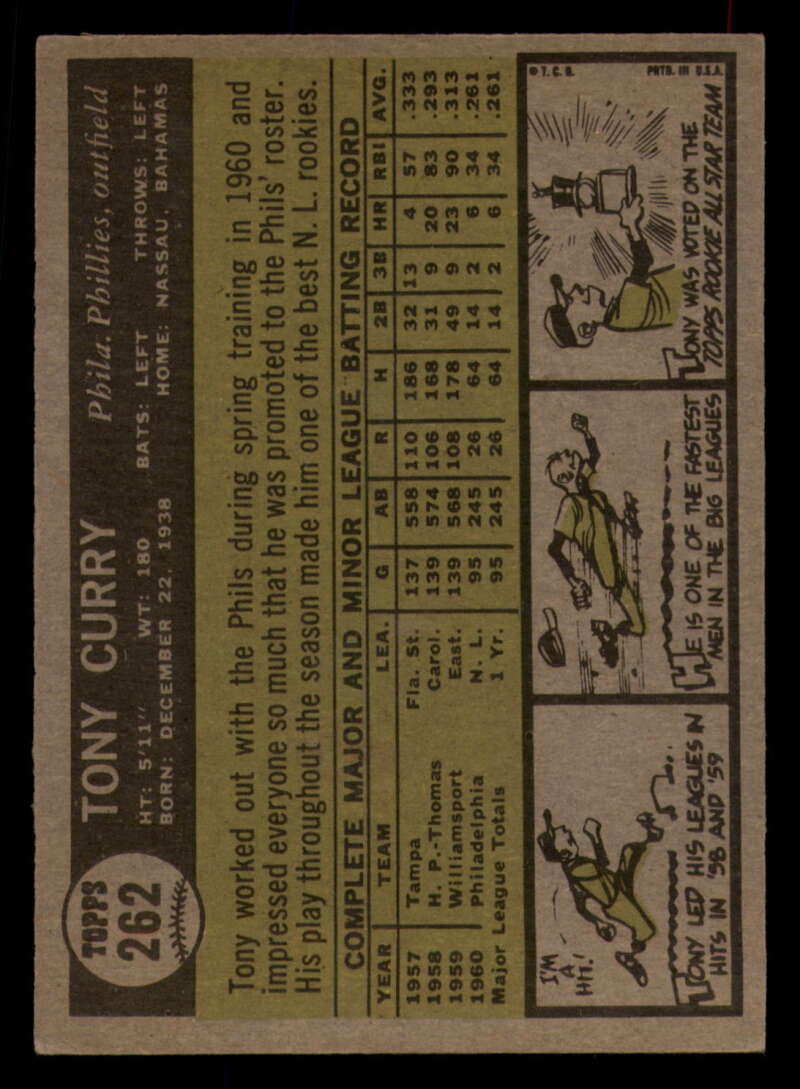 TOPPS
262
TONY CURRY
Phila. Phillies, outfield
HT: 5'11" WT: 180 BATS: LEFT THROWS: LEFT
BORN: DECEMBER 22, 1938 HOME: NASSAU, BAHAMAS
Tony worked out with the Phils during spring training in 1960 and
impressed everyone so much that he was promoted to the Phils' roster.
His play throughout the season made him one of the best N. L. rookies.
COMPLETE MAJOR AND MINOR LEAGUE BATTING RECORD
YEAR TEAM LEA. G AB R H 2B 3B HR RBI AVG.
1957 Tampa Fla. St. 137 558 110 186 32 13 4 57 .333
1958 H. P.-Thomas Carol. 139 574 106 168 31 9 20 83 .293
1959 Williamsport East. 139 568 108 178 49 9 23 90 .313
1960 Philadelphia N. L. 95 245 26 64 14 2 6 34 .261
Major League Totals 1 Yr. 95 245 26 64 14 2 6 34 .261
I'M
A
HIT!
TONY LED HIS LEAGUES IN
HITS IN '58 AND '59
HE IS ONE OF THE FASTEST
MEN IN THE BIG LEAGUES
© T. C. G. PRTD. IN U.S.A.
TONY WAS VOTED ON THE
TOPPS ROOKIE ALL STAR TEAM